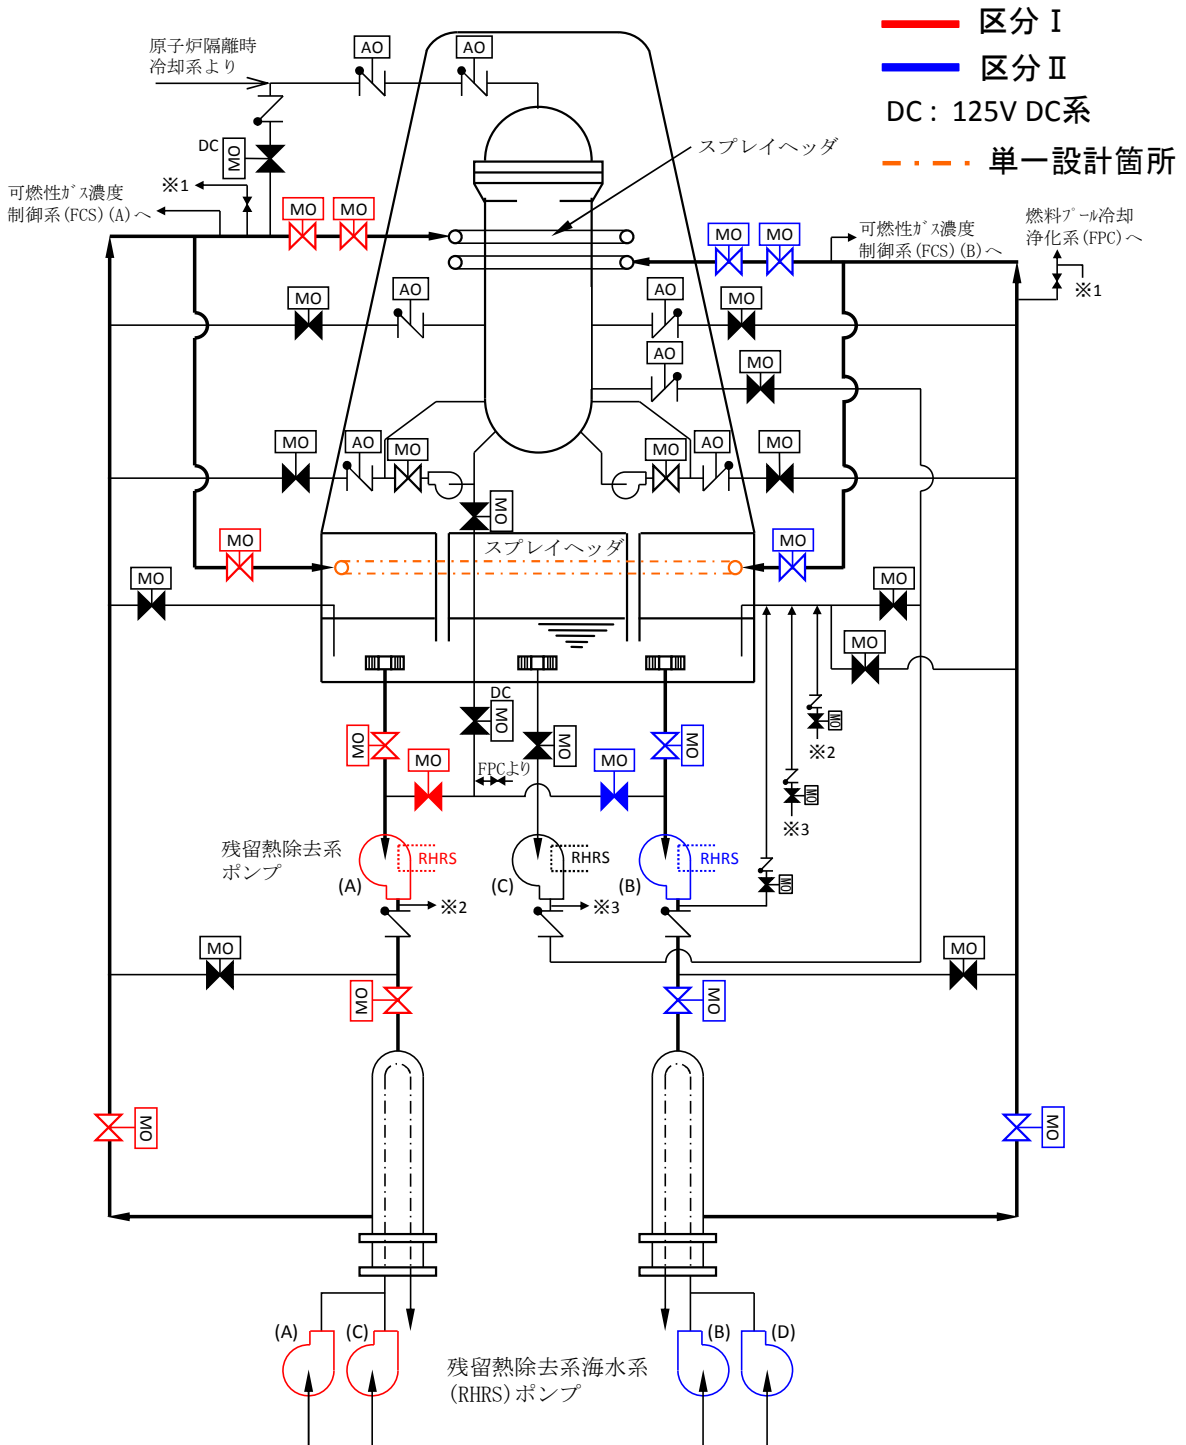 区分Ⅰ
区分Ⅱ
DC : 125V DC系
単一設計箇所
原子炉隔離時
冷却系より
AO
AO
DC
MO
スプレイヘッダ
可燃性ガス濃度
制御系(FCS)(A)へ
※1
MO
MO
MO
MO
可燃性ガス濃度
制御系(FCS)(B)へ
燃料プール冷却
浄化系(FPC)へ
※1
MO
AO
AO
MO
AO
MO
MO
AO
MO
MO
AO
MO
MO
スプレイヘッダ
MO
MO
MO
MO
MO
DC
MO
MO
MO
MO
MO
※2
FPCより
MO
MO
MO
※3
残留熱除去系
ポンプ
RHRS
(A)
RHRS
(C)
RHRS
(B)
MO
※2
※3
MO
MO
MO
MO
MO
MO
(A)
(C)
(B)
(D)
残留熱除去系海水系
(RHRS)ポンプ